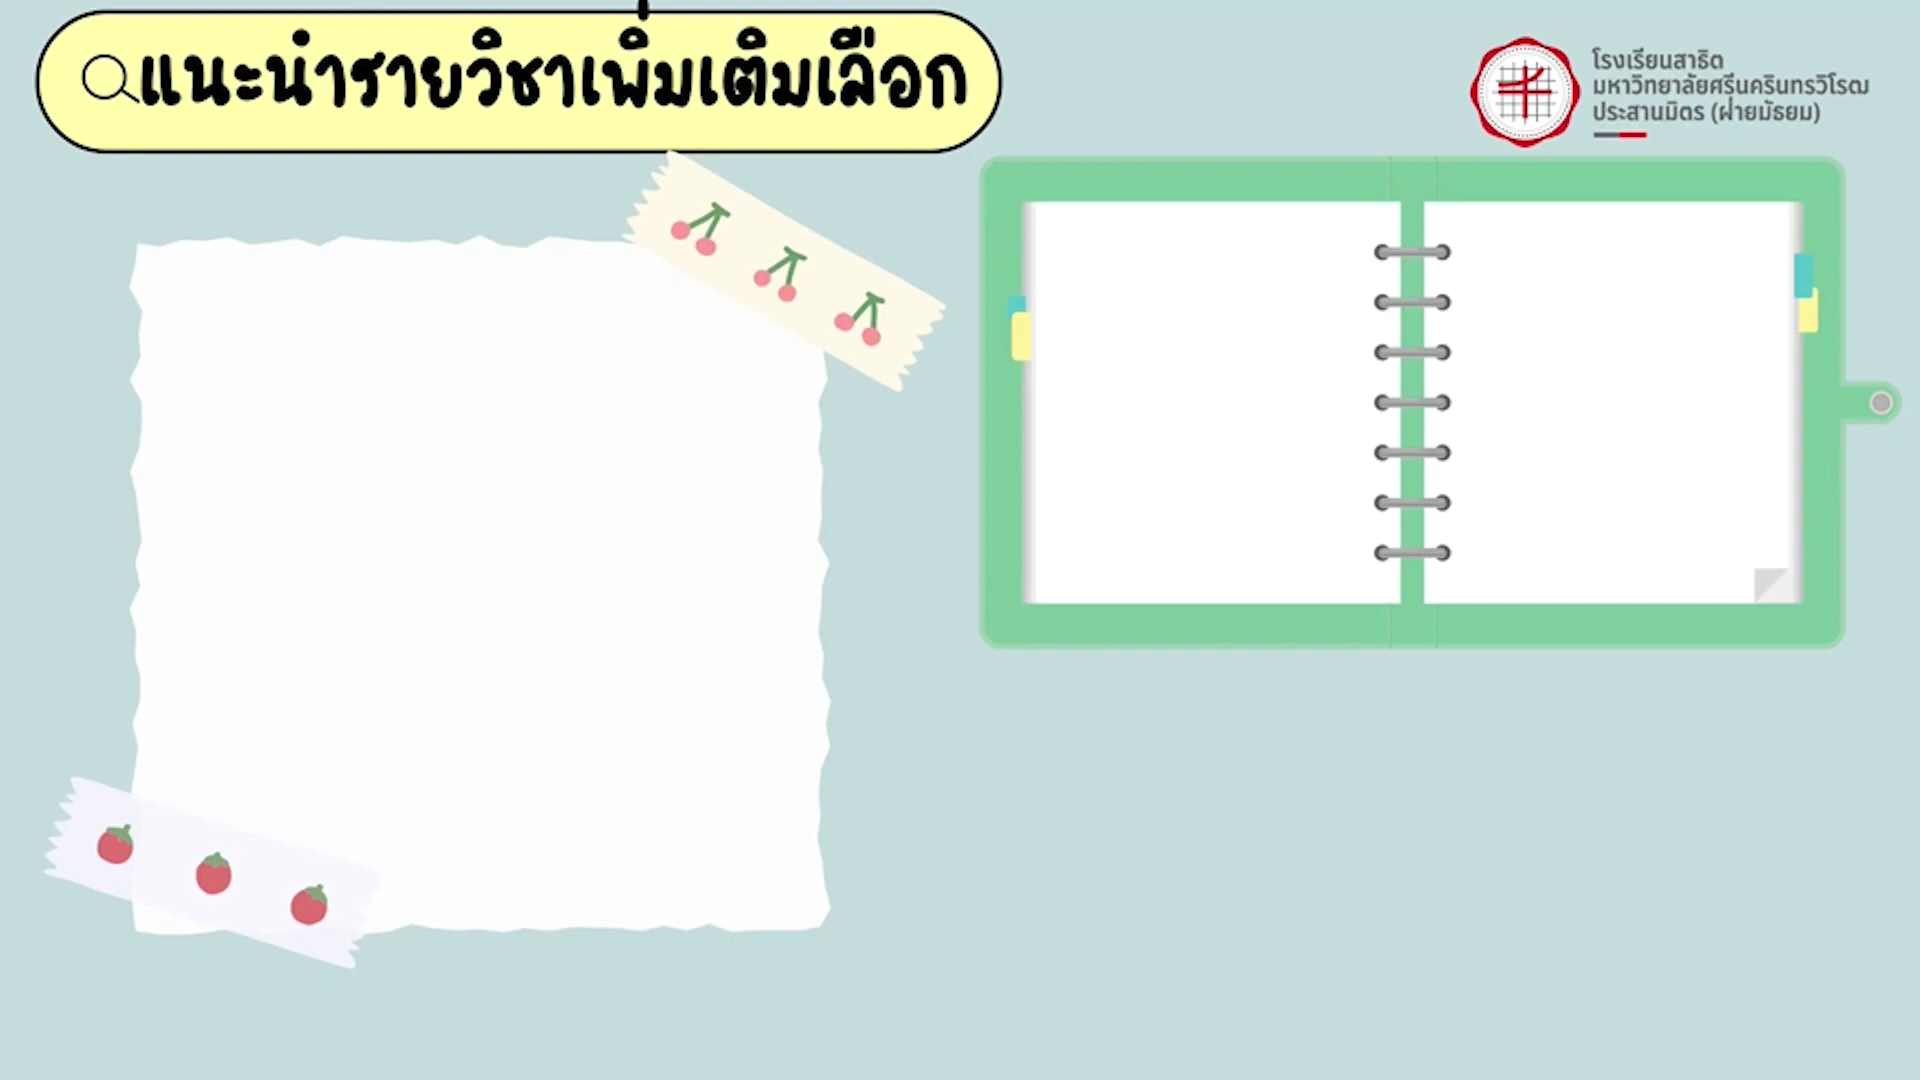 แนะนำรายวิชาเพิ่มเติมเลือก
โรงเรียนสาธิต
มหาวิทยาลัยศรีนครินทรวิโรฒ
ประสานมิตร (ฝ่ายมัธยม)